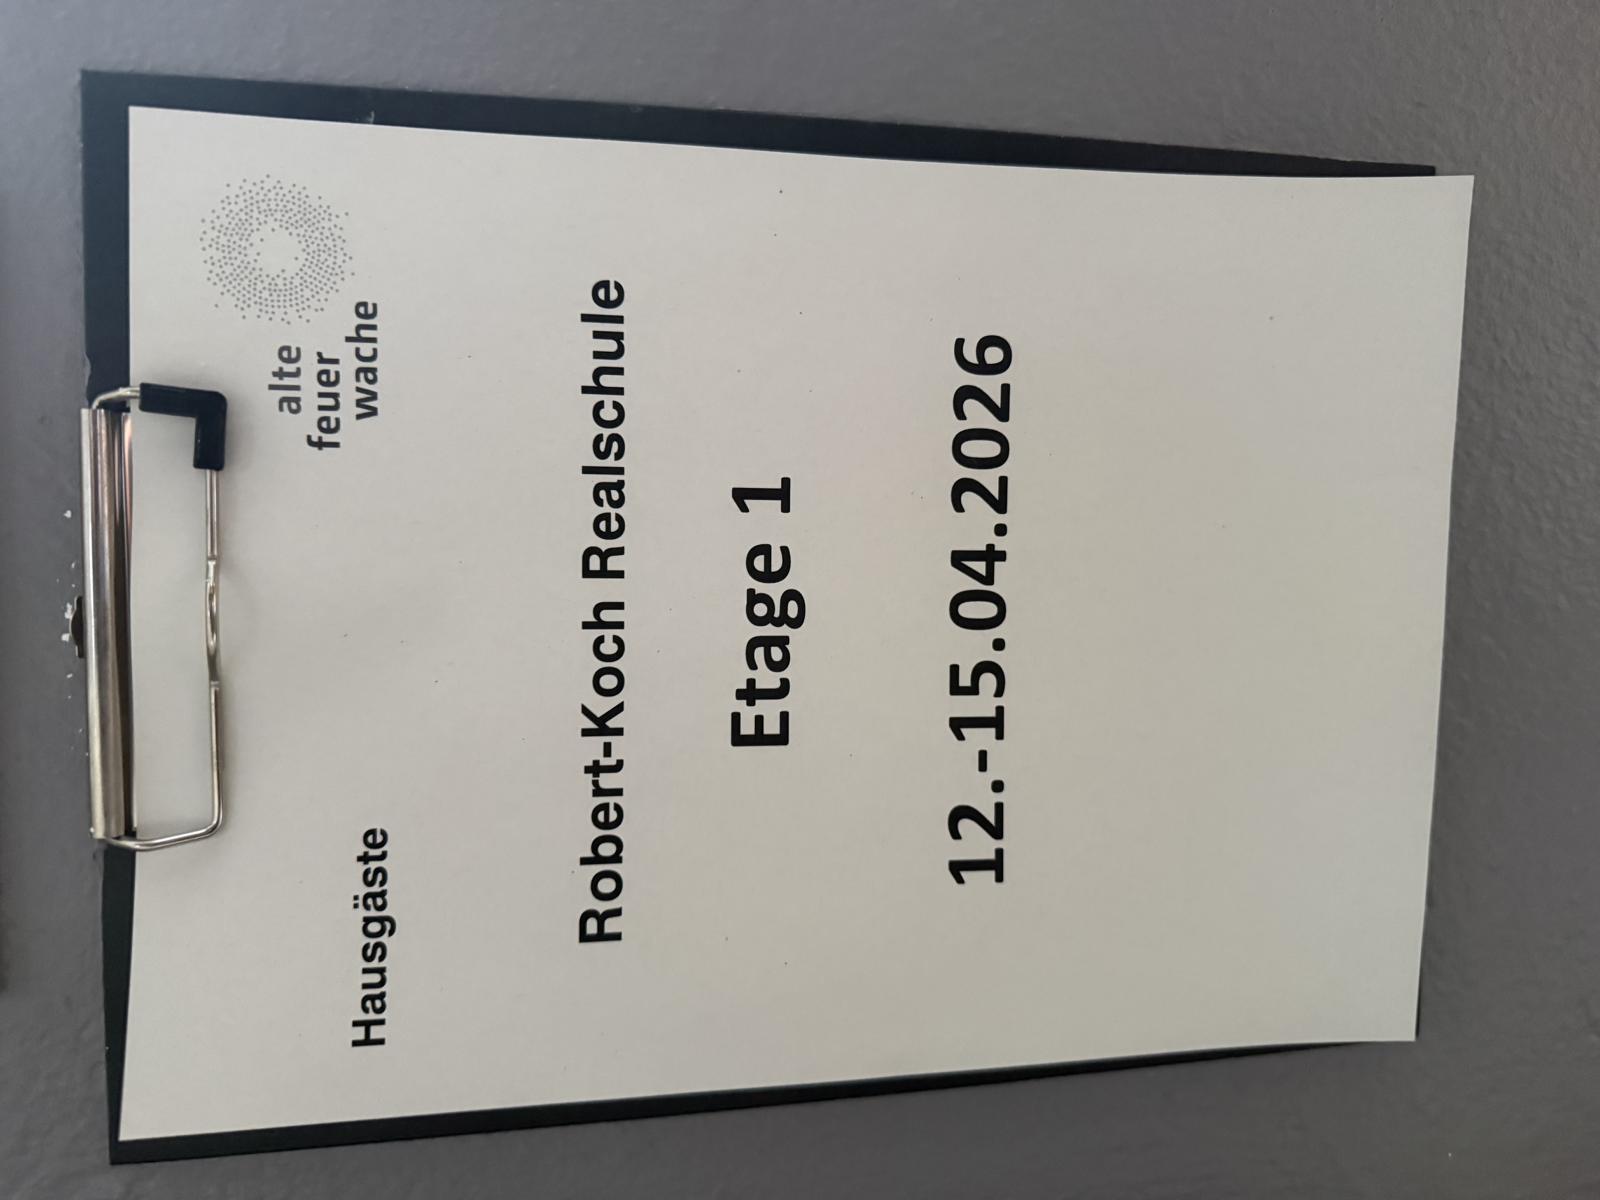 alte
feuer
wache
Hausgäste
Robert-Koch Realschule
Etage 1
12.-15.04.2026